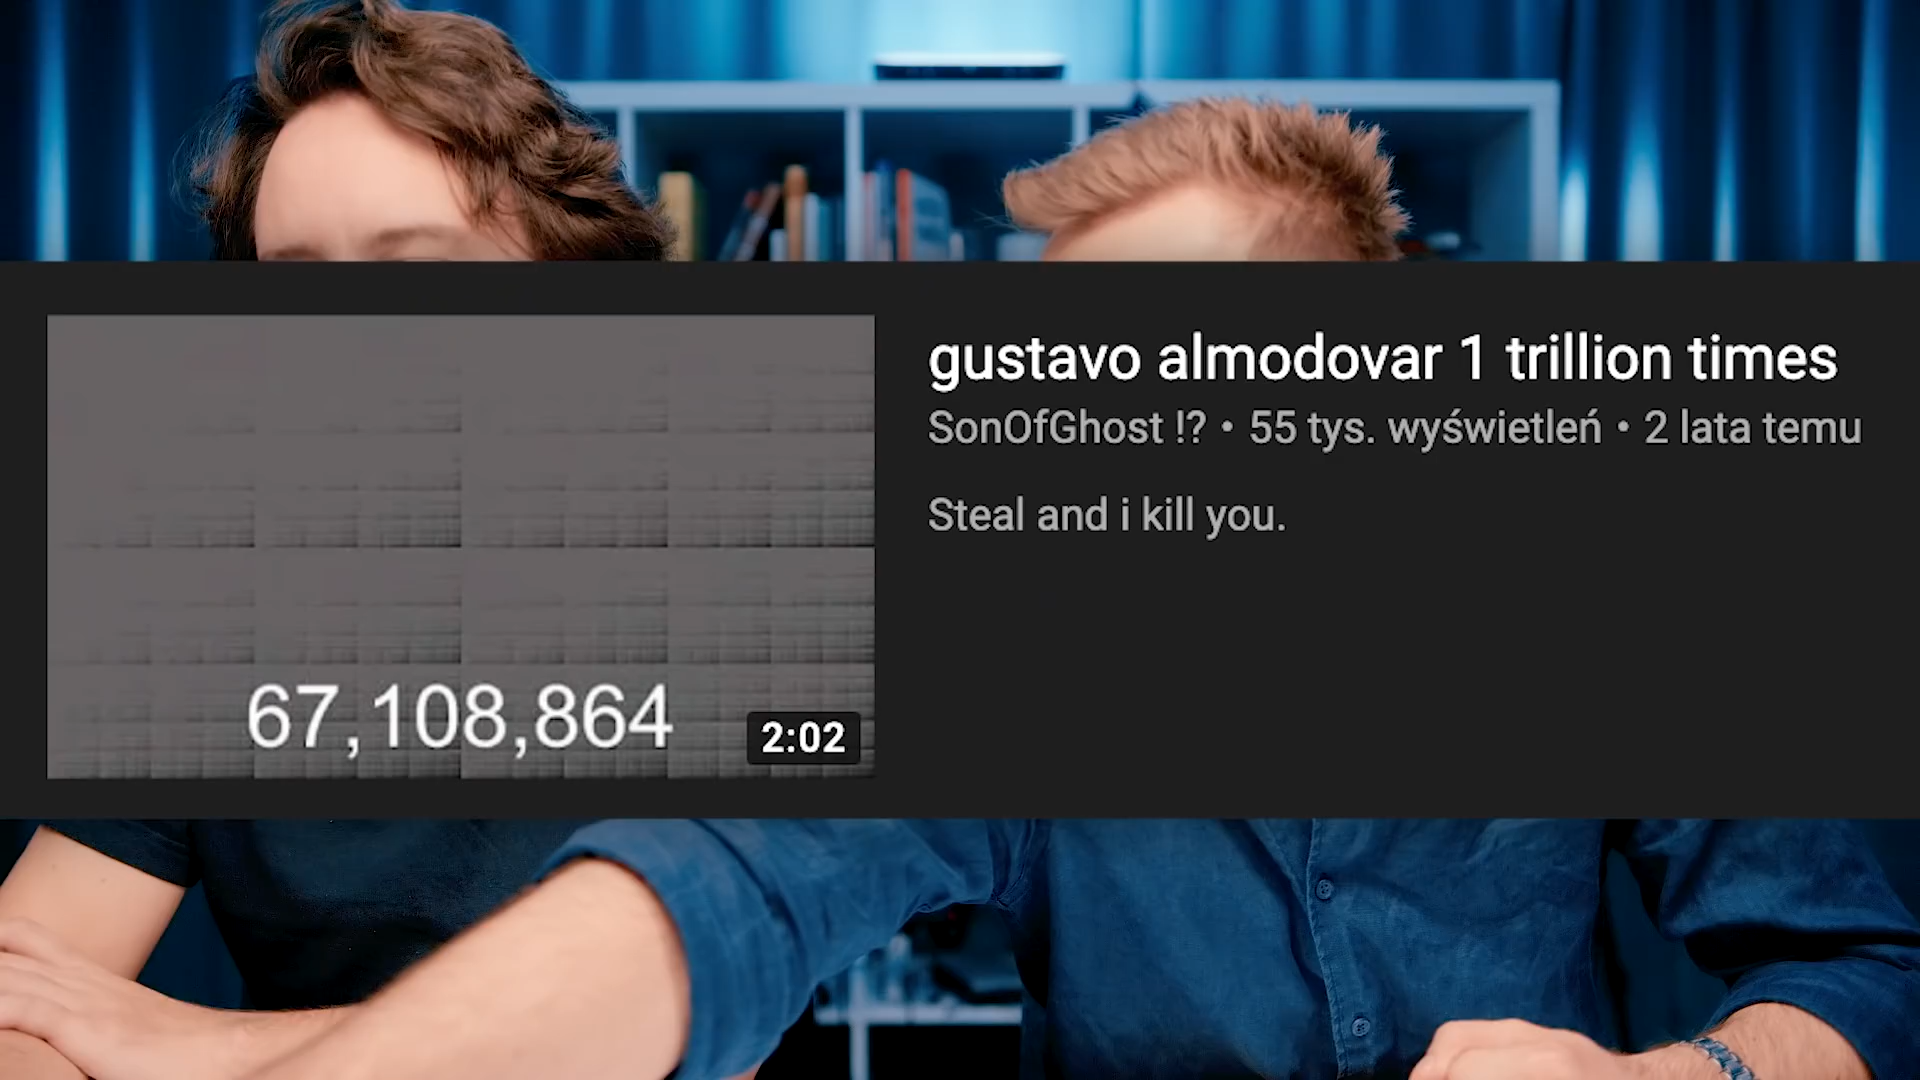 gustavo almodovar 1 trillion times
SonOfGhost !? • 55 tys. wyświetleń • 2 lata temu
Steal and i kill you.
67,108,864
2:02